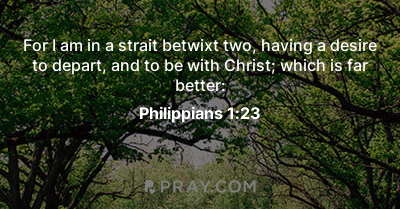 For I am in a strait betwixt two, having a desire
to depart, and to be with Christ; which is far
better:
Philippians 1:23
PRAY.COM